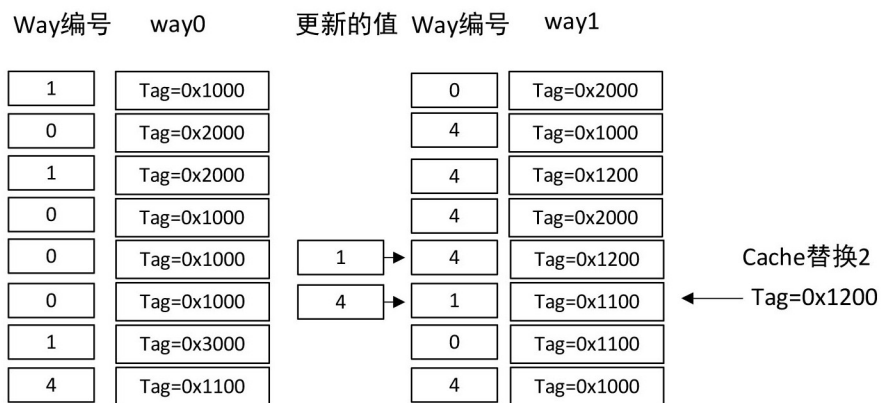 Way编号 way0 更新的值 Way编号 way1
1 Tag=0x1000 0 Tag=0x2000
0 Tag=0x2000 4 Tag=0x1000
1 Tag=0x2000 4 Tag=0x1200
0 Tag=0x1000 4 Tag=0x2000
0 Tag=0x1000 1 4 Tag=0x1200 Cache替换2
0 Tag=0x1000 4 1 Tag=0x1100 Tag=0x1200
1 Tag=0x3000 0 Tag=0x1100
4 Tag=0x1100 4 Tag=0x1000